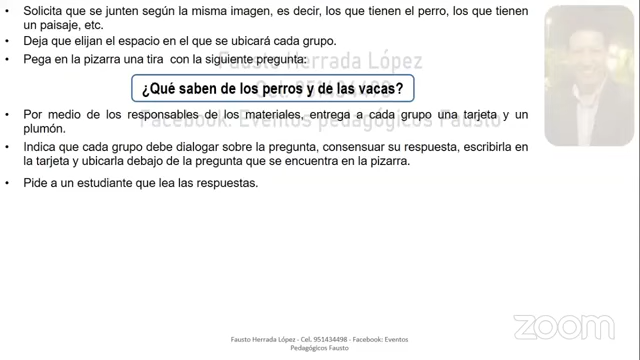 • Solicita que se junten según la misma imagen, es decir, los que tienen el perro, los que tienen
un paisaje, etc.
• Deja que elijan el espacio en el que se ubicará cada grupo.
• Pega en la pizarra una tira con la siguiente pregunta:
Fausto Herrada López
¿Qué saben de los perros y de las vacas?
• Por medio de los responsables de los materiales, entrega a cada grupo una tarjeta y un
plumón.
Facebook: Eventos pedagógicos Fausto
• Indica que cada grupo debe dialogar sobre la pregunta, consensuar su respuesta, escribirla en
la tarjeta y ubicarla debajo de la pregunta que se encuentra en la pizarra.
• Pide a un estudiante que lea las respuestas.
zoom
Fausto Herrada López - Cel, 951434498 - Facebook: Eventos
Pedagógicos Fausto